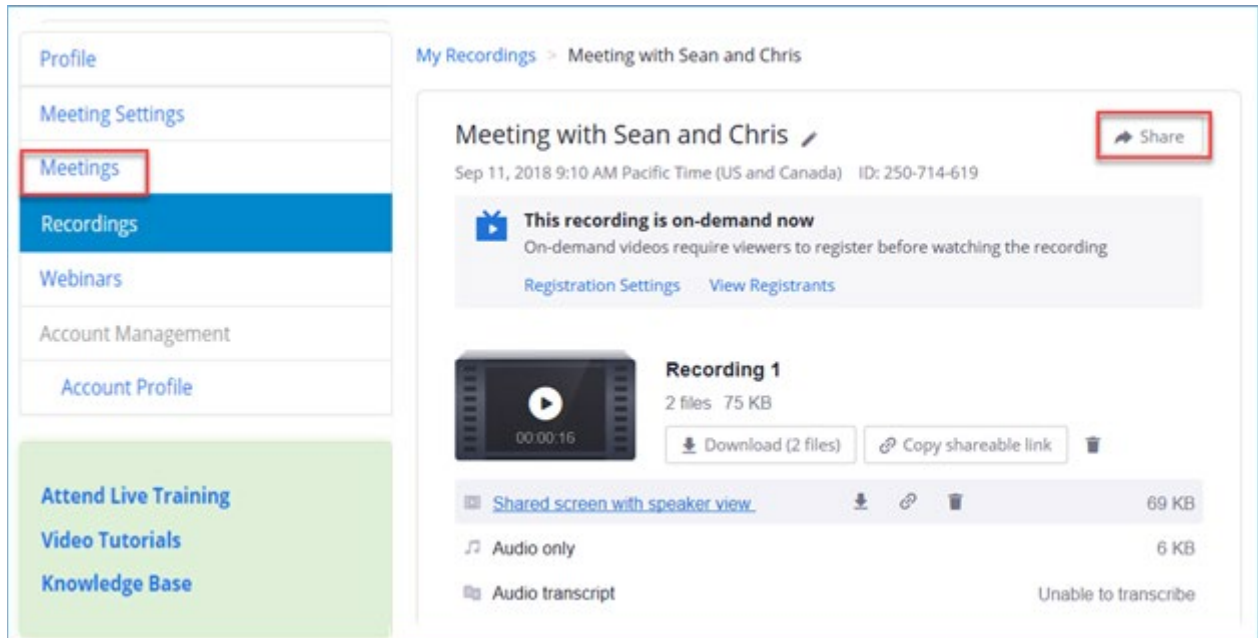 Profile
Meeting Settings
Meetings
Recordings
Webinars
Account Management
Account Profile
Attend Live Training
Video Tutorials
Knowledge Base
My Recordings > Meeting with Sean and Chris
Meeting with Sean and Chris
Share
Sep 11, 2018 9:10 AM Pacific Time (US and Canada) ID: 250-714-619
This recording is on-demand now
On-demand videos require viewers to register before watching the recording
Registration Settings View Registrants
00:00:16
Recording 1
2 files 75 KB
Download (2 files) Copy shareable link
Shared screen with speaker view 69 KB
Audio only 6 KB
Audio transcript Unable to transcribe